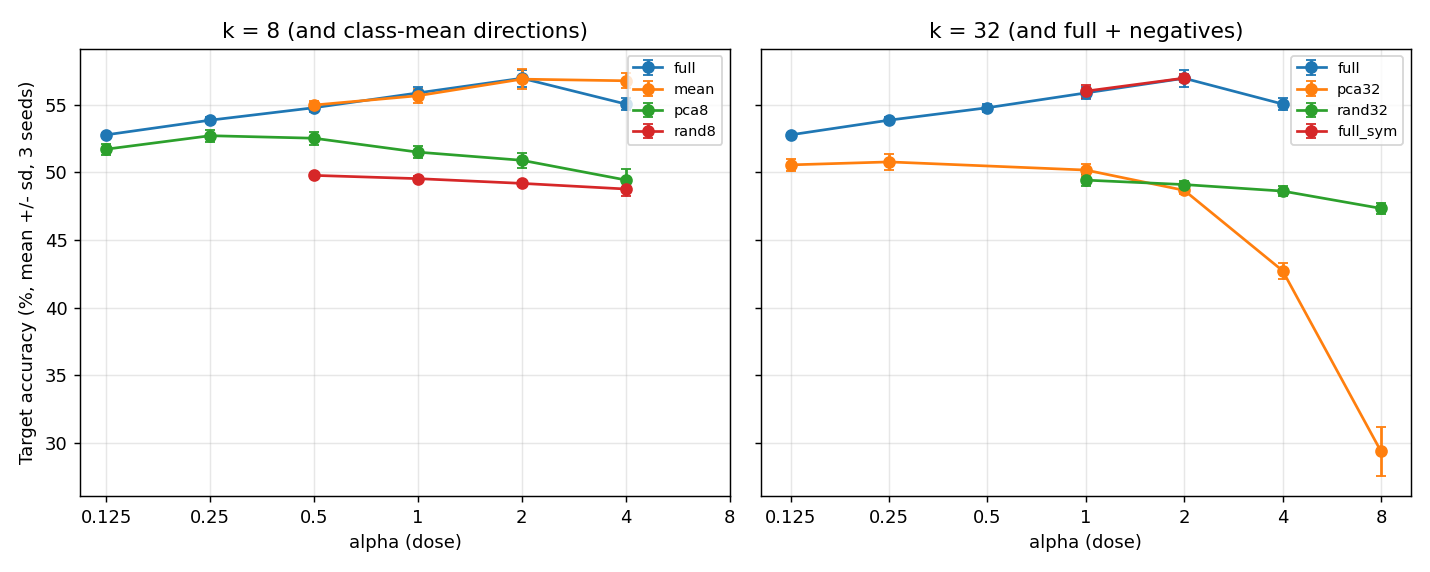 k = 8 (and class-mean directions)
Target accuracy (%, mean +/- sd, 3 seeds)
55
50
45
40
35
30
full
mean
pca8
rand8
0.125 0.25 0.5 1 2 4 8
alpha (dose)
k = 32 (and full + negatives)
full
pca32
rand32
full_sym
0.125 0.25 0.5 1 2 4 8
alpha (dose)